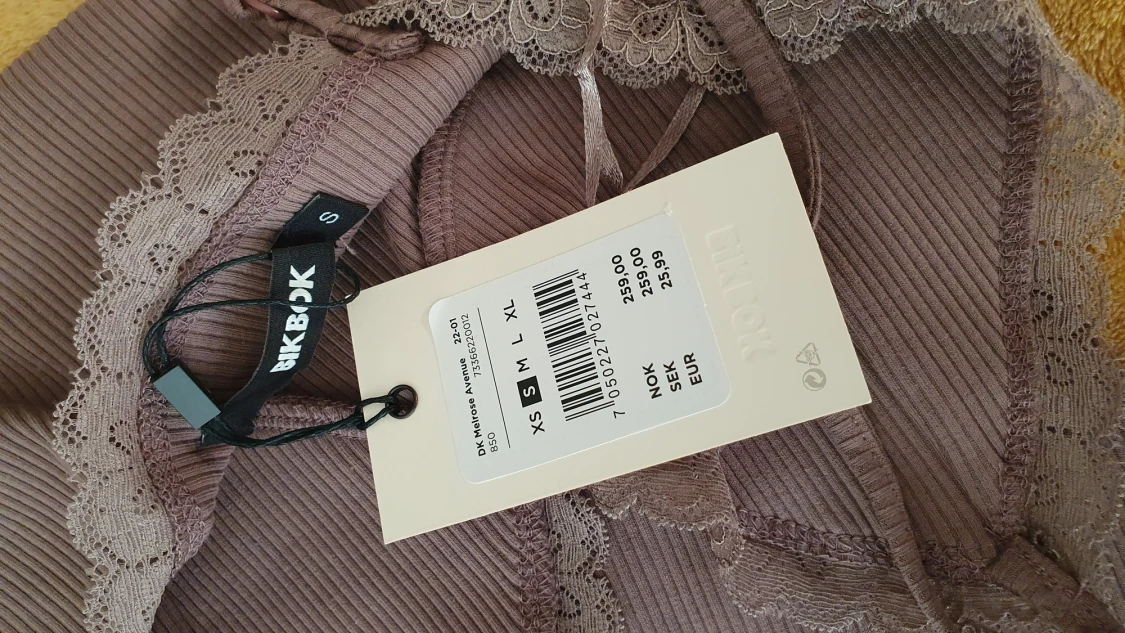 S
BIKBOK
DK Melrose Avenue 22-01
850 73366220012
XS S M L XL
7 050227 027444
NOK 259,00
SEK 259,00
EUR 25,99
BIKBOK